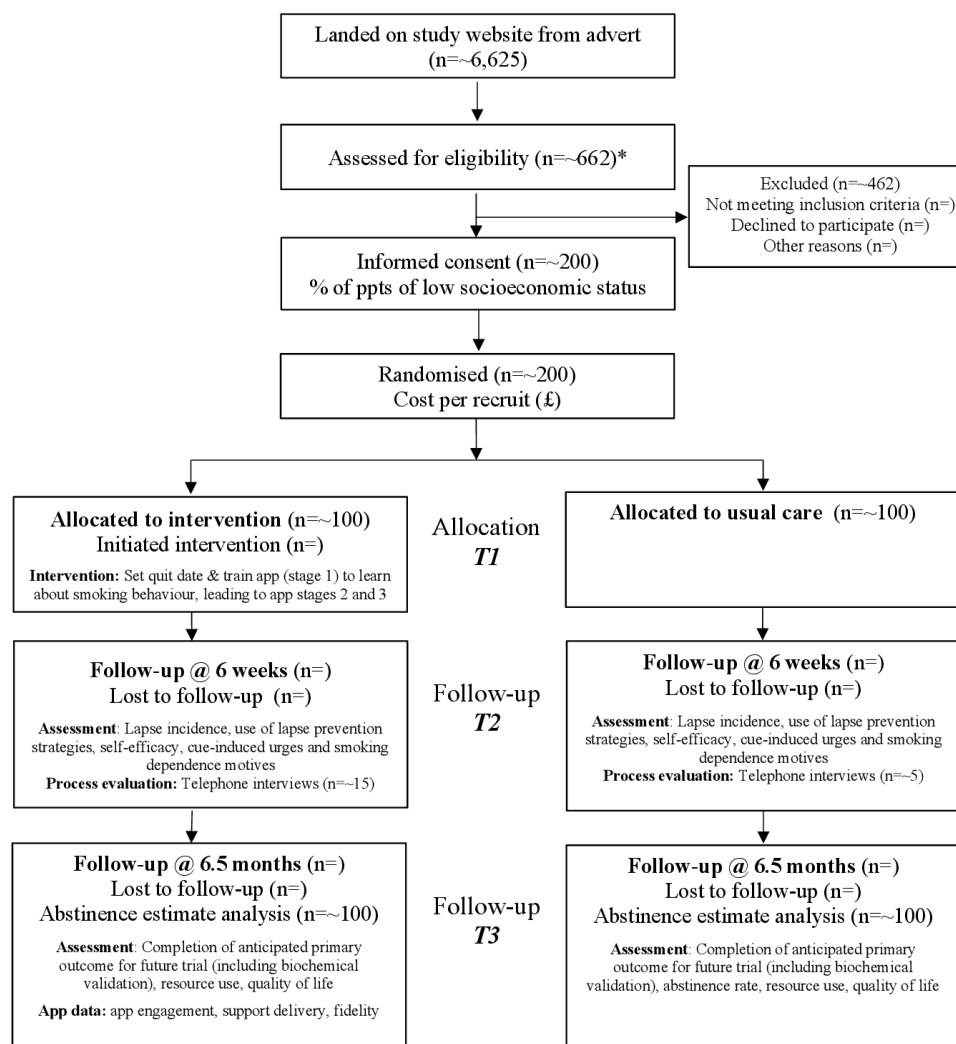 Landed on study website from advert
(n=~6,625)
Assessed for eligibility (n=~662)*
Excluded (n=~462)
Not meeting inclusion criteria (n=)
Declined to participate (n=)
Other reasons (n=)
Informed consent (n=~200)
% of ppts of low socioeconomic status
Randomised (n=~200)
Cost per recruit (£)
Allocated to intervention (n=~100)
Initiated intervention (n=)
Intervention: Set quit date & train app (stage 1) to learn
about smoking behaviour, leading to app stages 2 and 3
Allocation
T1
Allocated to usual care (n=~100)
Follow-up @ 6 weeks (n=)
Lost to follow-up (n=)
Assessment: Lapse incidence, use of lapse prevention
strategies, self-efficacy, cue-induced urges and smoking
dependence motives
Process evaluation: Telephone interviews (n=~15)
Follow-up
T2
Follow-up @ 6 weeks (n=)
Lost to follow-up (n=)
Assessment: Lapse incidence, use of lapse prevention
strategies, self-efficacy, cue-induced urges and smoking
dependence motives
Process evaluation: Telephone interviews (n=~5)
Follow-up @ 6.5 months (n=)
Lost to follow-up (n=)
Abstinence estimate analysis (n=~100)
Assessment: Completion of anticipated primary
outcome for future trial (including biochemical
validation), resource use, quality of life
App data: app engagement, support delivery, fidelity
Follow-up
T3
Follow-up @ 6.5 months (n=)
Lost to follow-up (n=)
Abstinence estimate analysis (n=~100)
Assessment: Completion of anticipated primary
outcome for future trial (including biochemical
validation), abstinence rate, resource use, quality of life